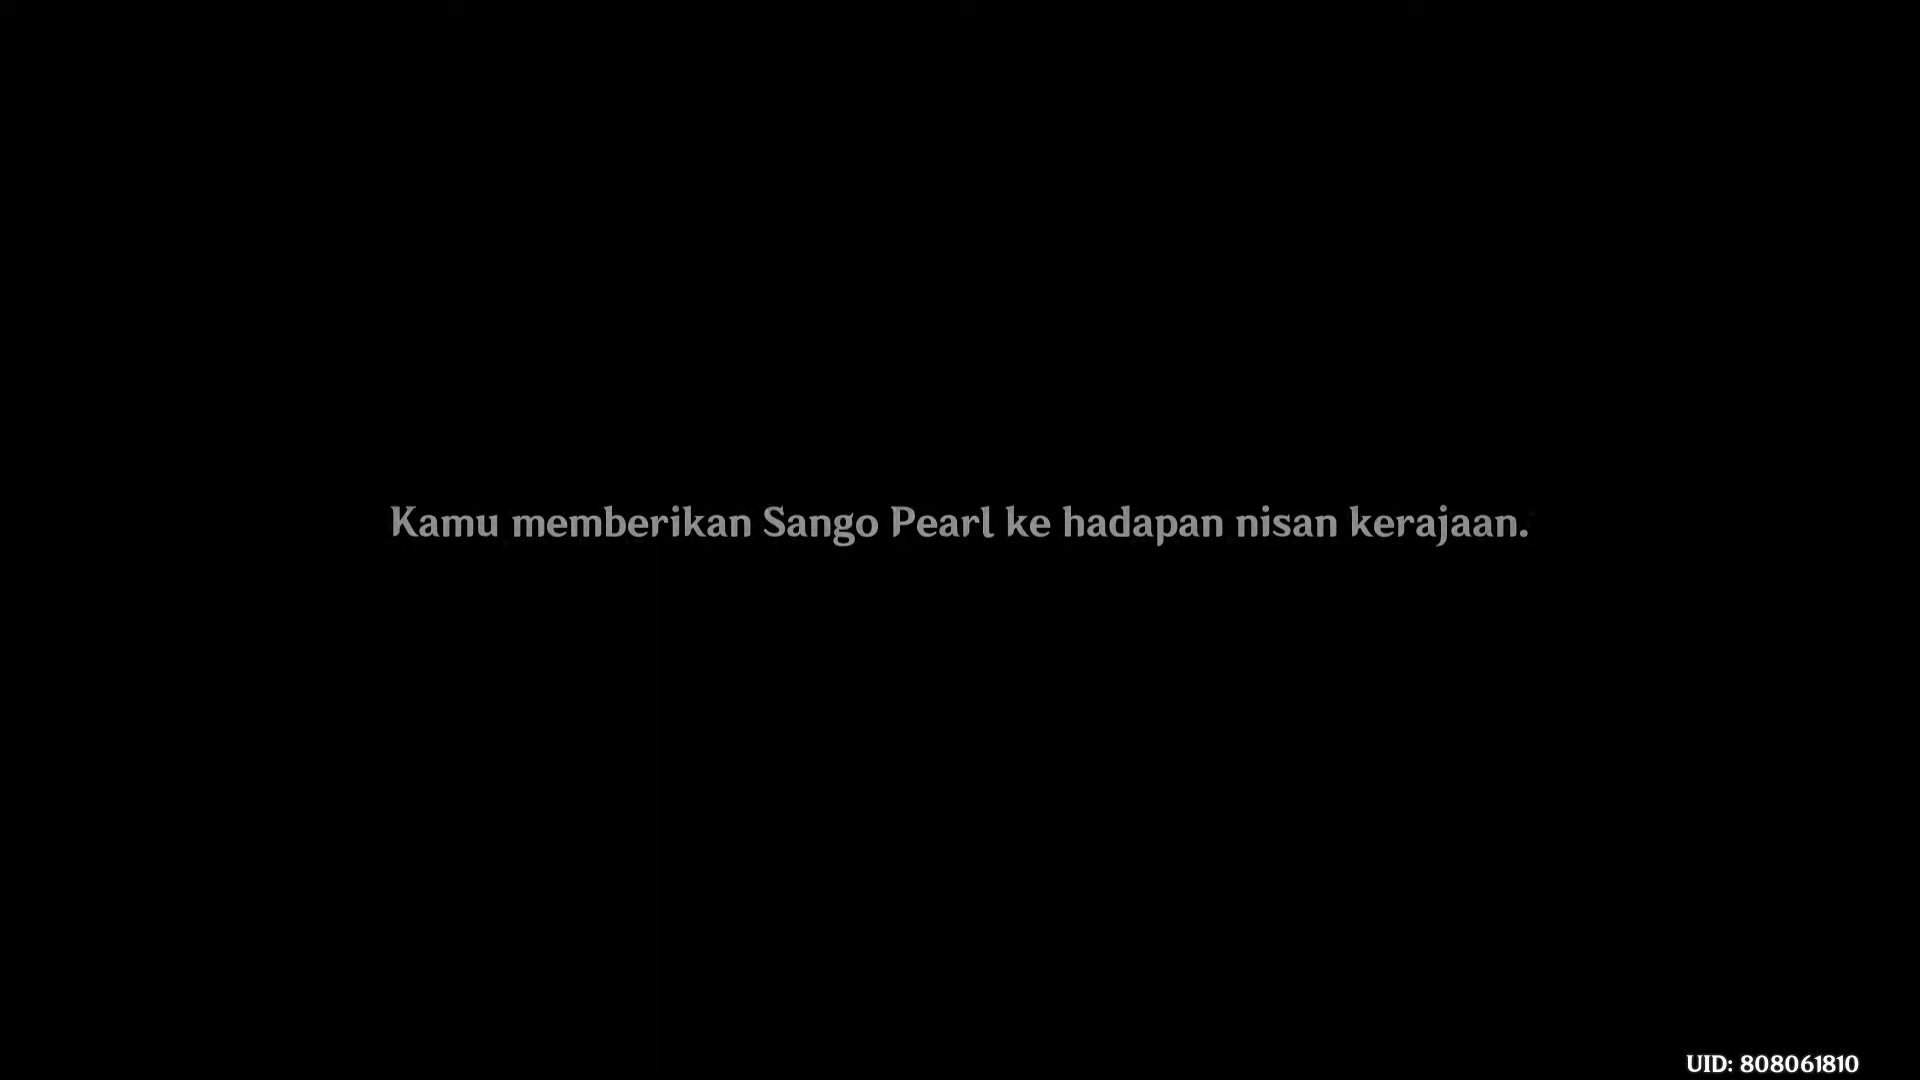 Kamu memberikan Sango Pearl ke hadapan nisan kerajaan.
UID: 808061810